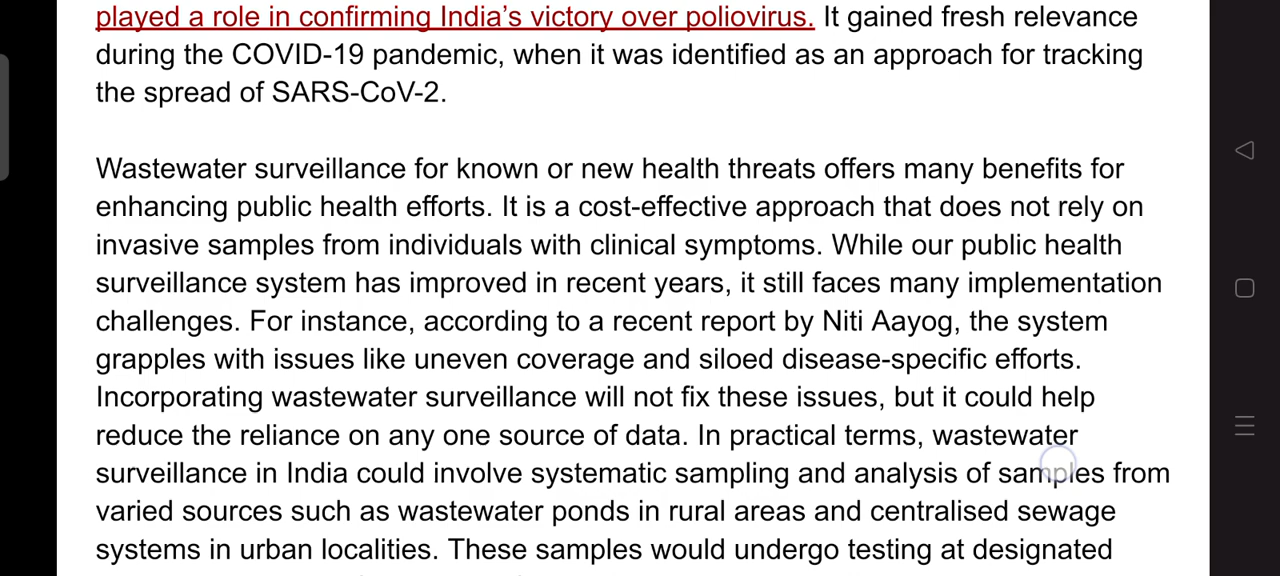 played a role in confirming India’s victory over poliovirus. It gained fresh relevance
during the COVID-19 pandemic, when it was identified as an approach for tracking
the spread of SARS-CoV-2.
Wastewater surveillance for known or new health threats offers many benefits for
enhancing public health efforts. It is a cost-effective approach that does not rely on
invasive samples from individuals with clinical symptoms. While our public health
surveillance system has improved in recent years, it still faces many implementation
challenges. For instance, according to a recent report by Niti Aayog, the system
grapples with issues like uneven coverage and siloed disease-specific efforts.
Incorporating wastewater surveillance will not fix these issues, but it could help
reduce the reliance on any one source of data. In practical terms, wastewater
surveillance in India could involve systematic sampling and analysis of samples from
varied sources such as wastewater ponds in rural areas and centralised sewage
systems in urban localities. These samples would undergo testing at designated